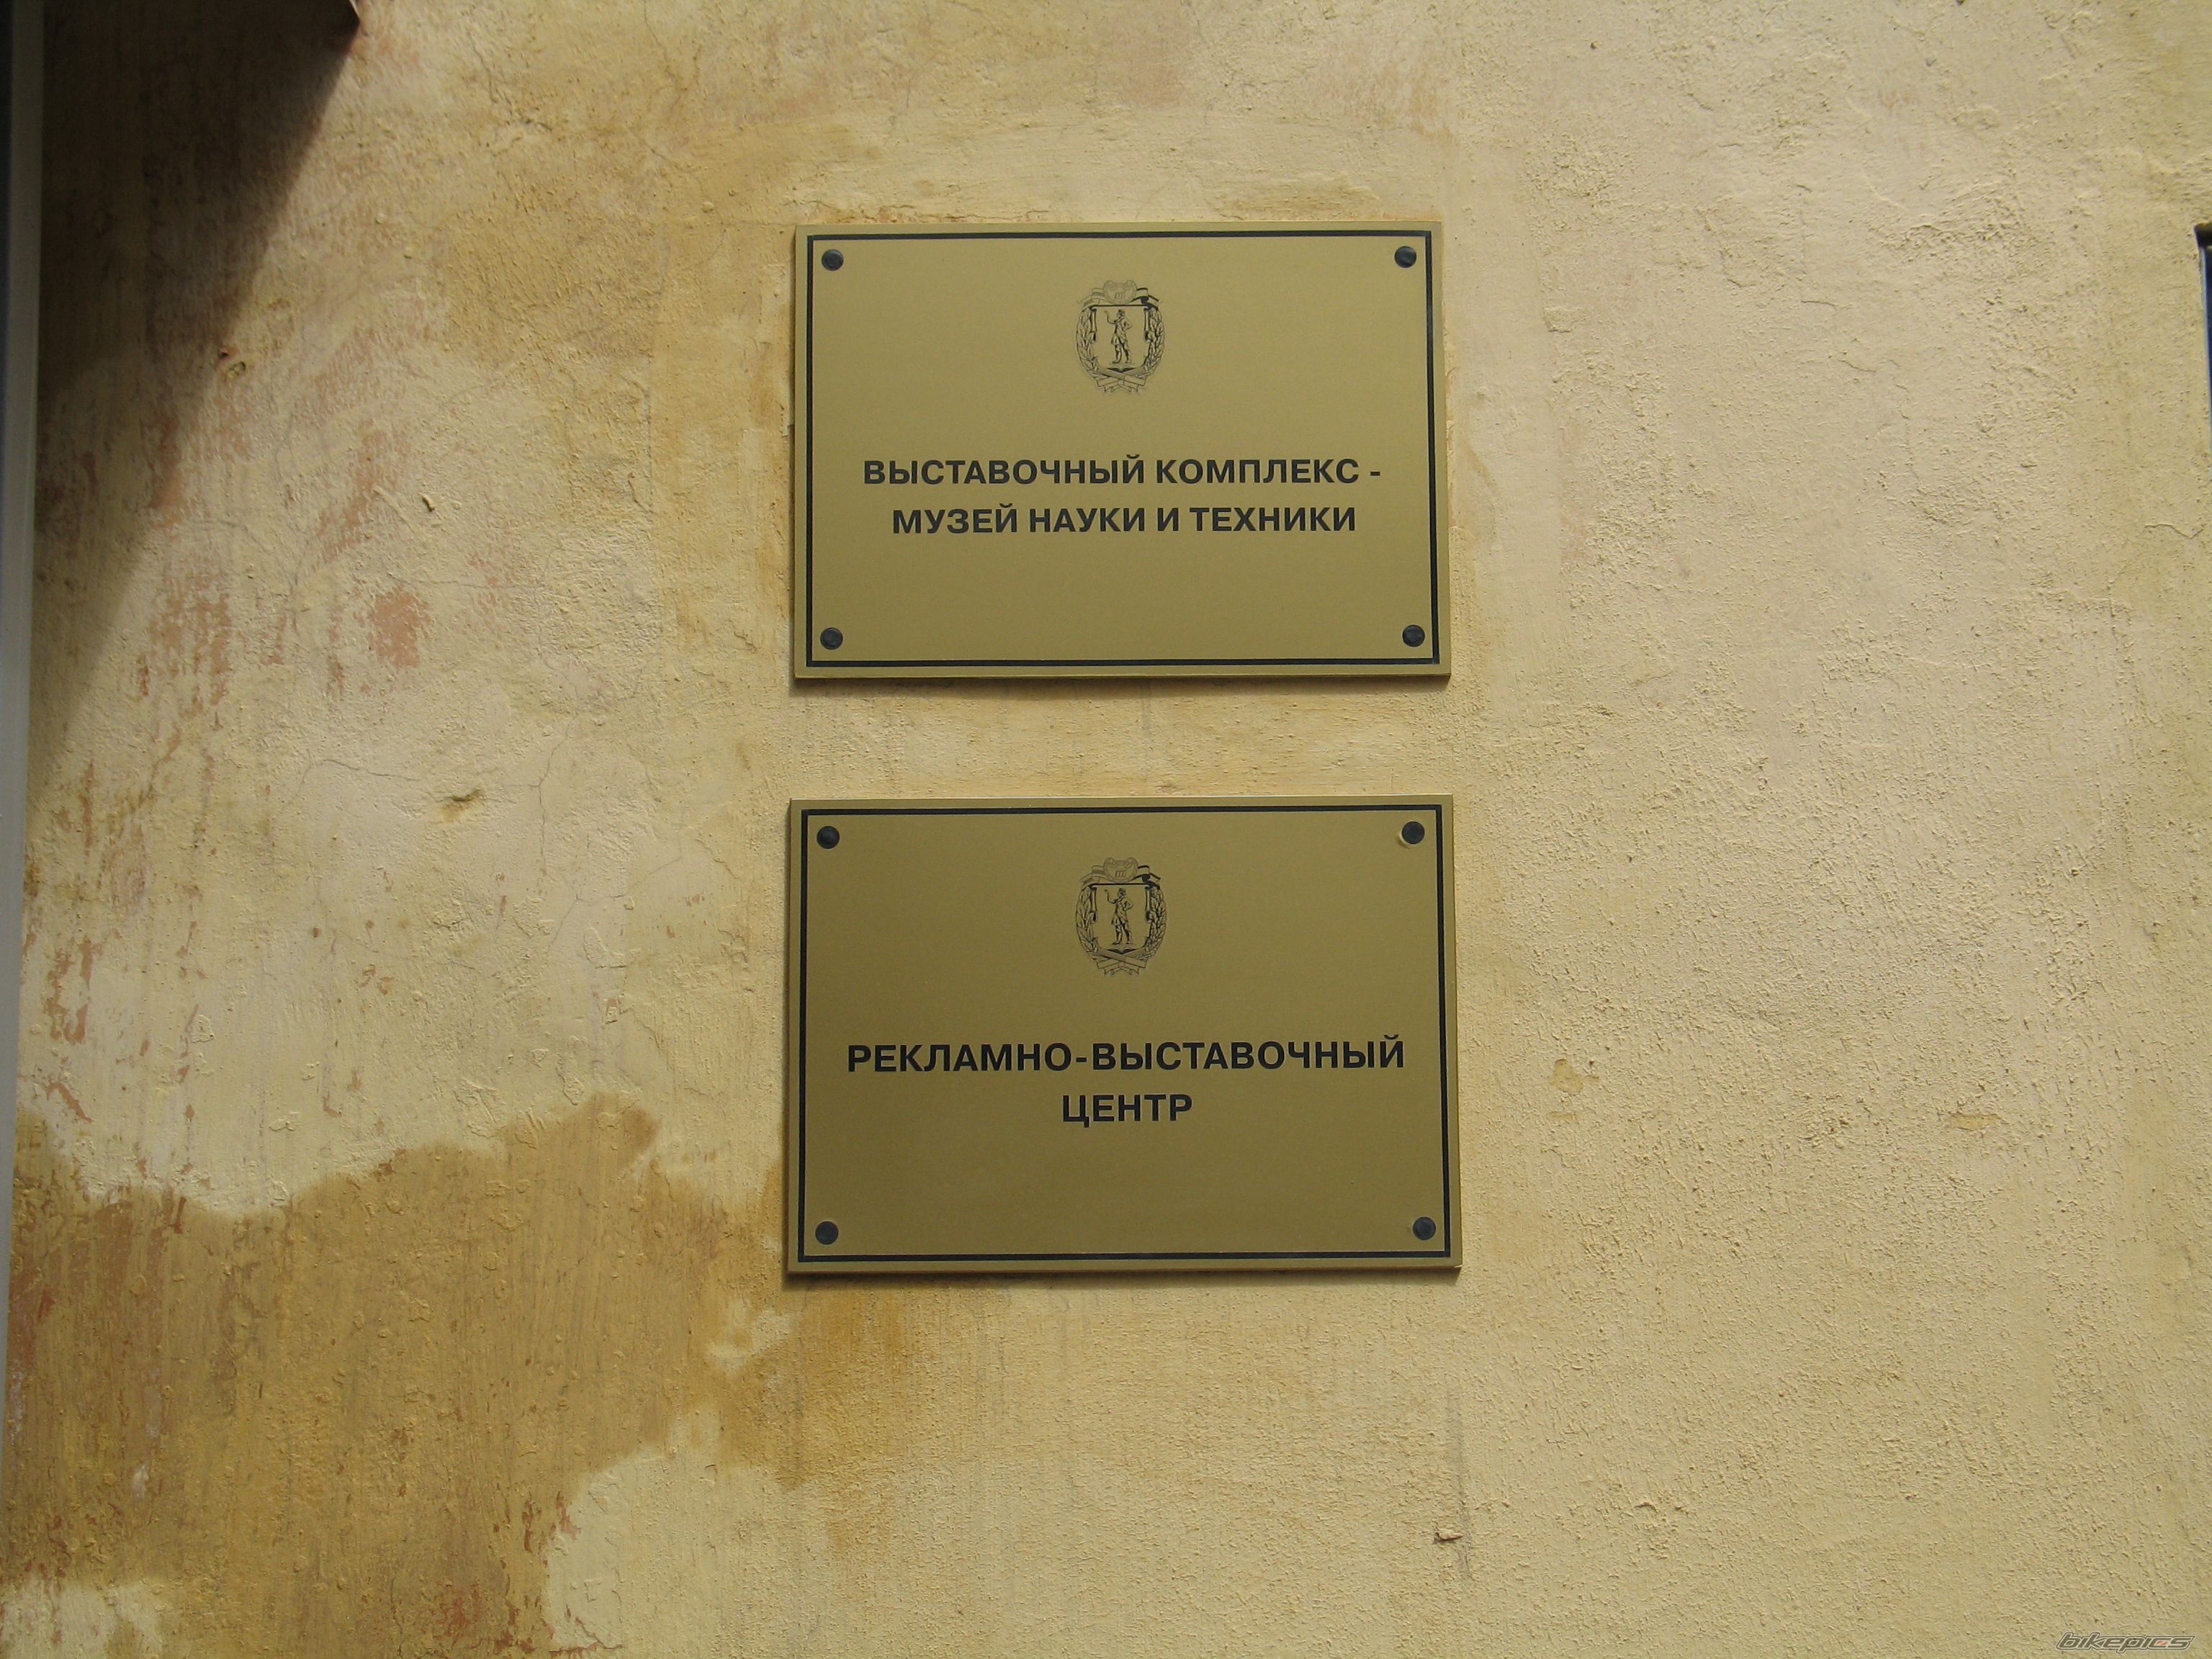 ВЫСТАВОЧНЫЙ КОМПЛЕКС -
МУЗЕЙ НАУКИ И ТЕХНИКИ
РЕКЛАМНО-ВЫСТАВОЧНЫЙ
ЦЕНТР
bikepics